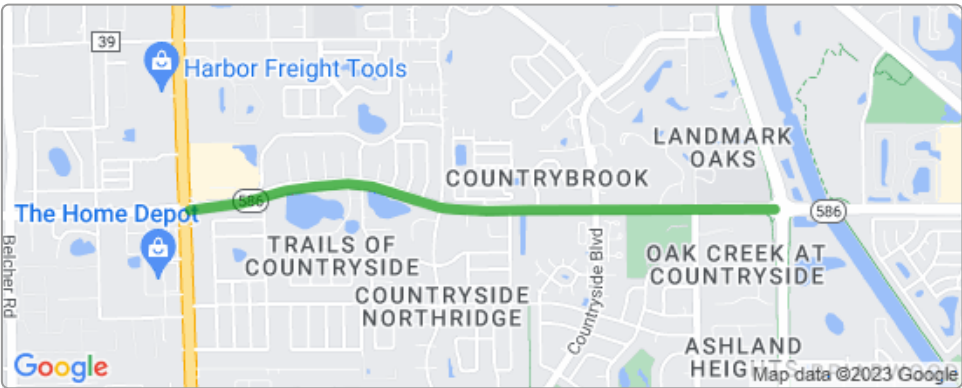 39
Harbor Freight Tools
LANDMARK
OAKS
COUNTRYBROOK
586
586
The Home Depot
Belcher Rd
TRAILS OF
COUNTRYSIDE
Countryside Blvd
OAK CREEK AT
COUNTRYSIDE
COUNTRYSIDE
NORTHRIDGE
ASHLAND
HEIGHTS
Google
Map data ©2023 Google